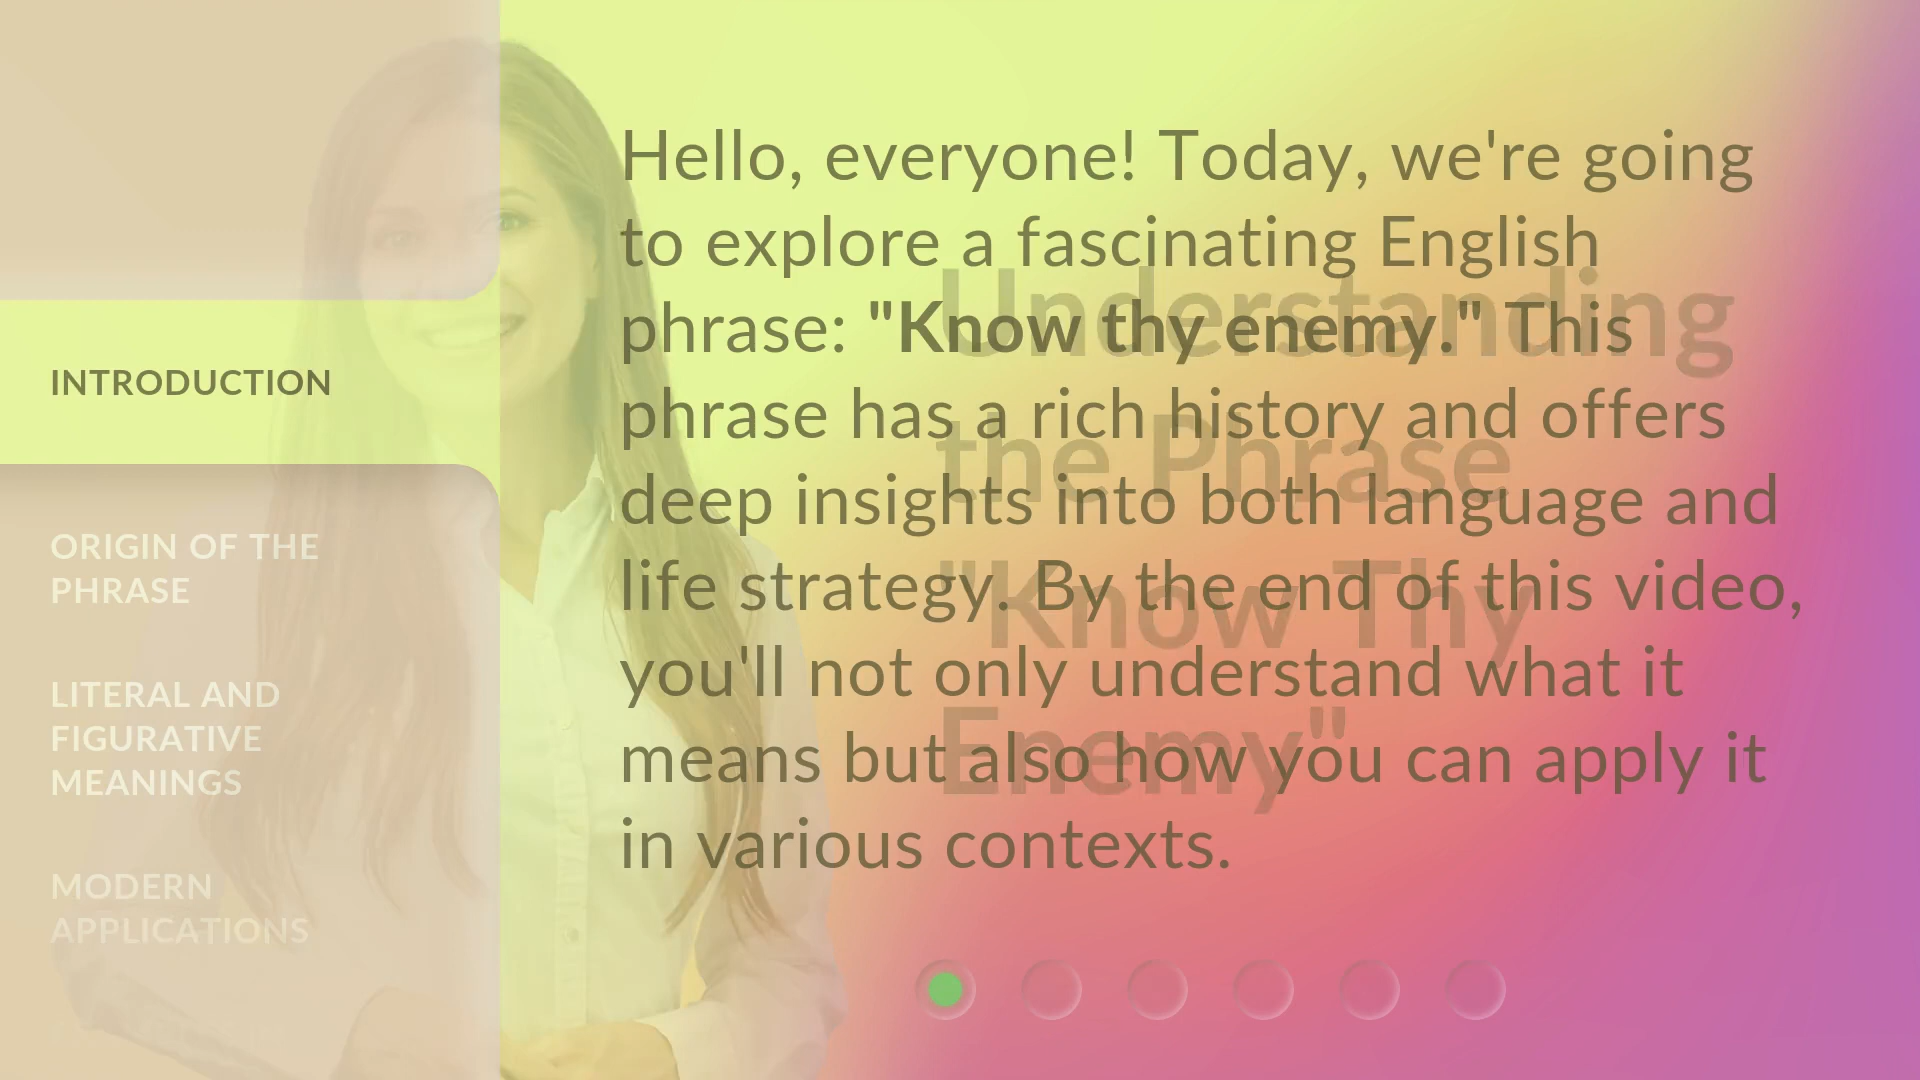 INTRODUCTION
ORIGIN OF THE
PHRASE
LITERAL AND
FIGURATIVE
MEANINGS
MODERN
APPLICATIONS
Hello, everyone! Today, we're going
to explore a fascinating English
phrase: "Know thy enemy." This
phrase has a rich history and offers
deep insights into both language and
life strategy. By the end of this video,
you'll not only understand what it
means but also how you can apply it
in various contexts.
Understanding
the Phrase
"Know Thy
Enemy"